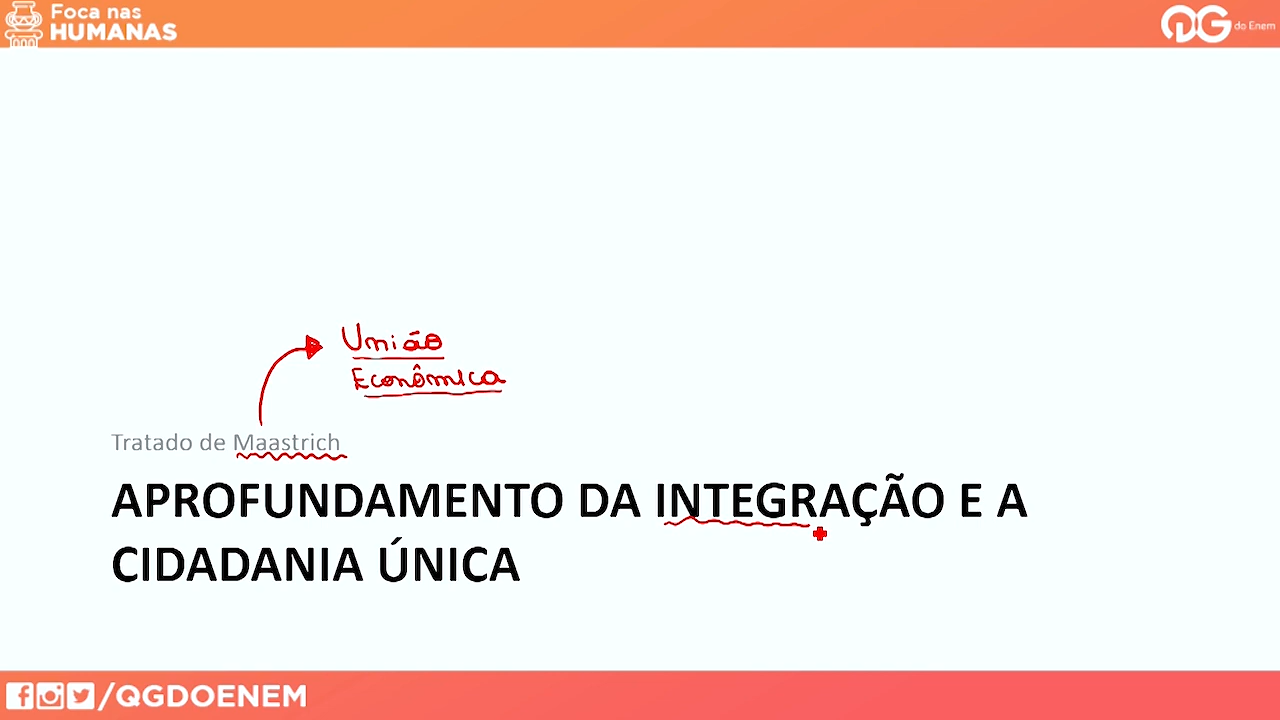 Foca nas
HUMANAS
QG do Enem
União
Econômica
Tratado de Maastrich
APROFUNDAMENTO DA INTEGRAÇÃO E A
CIDADANIA ÚNICA
/QGDOENEM